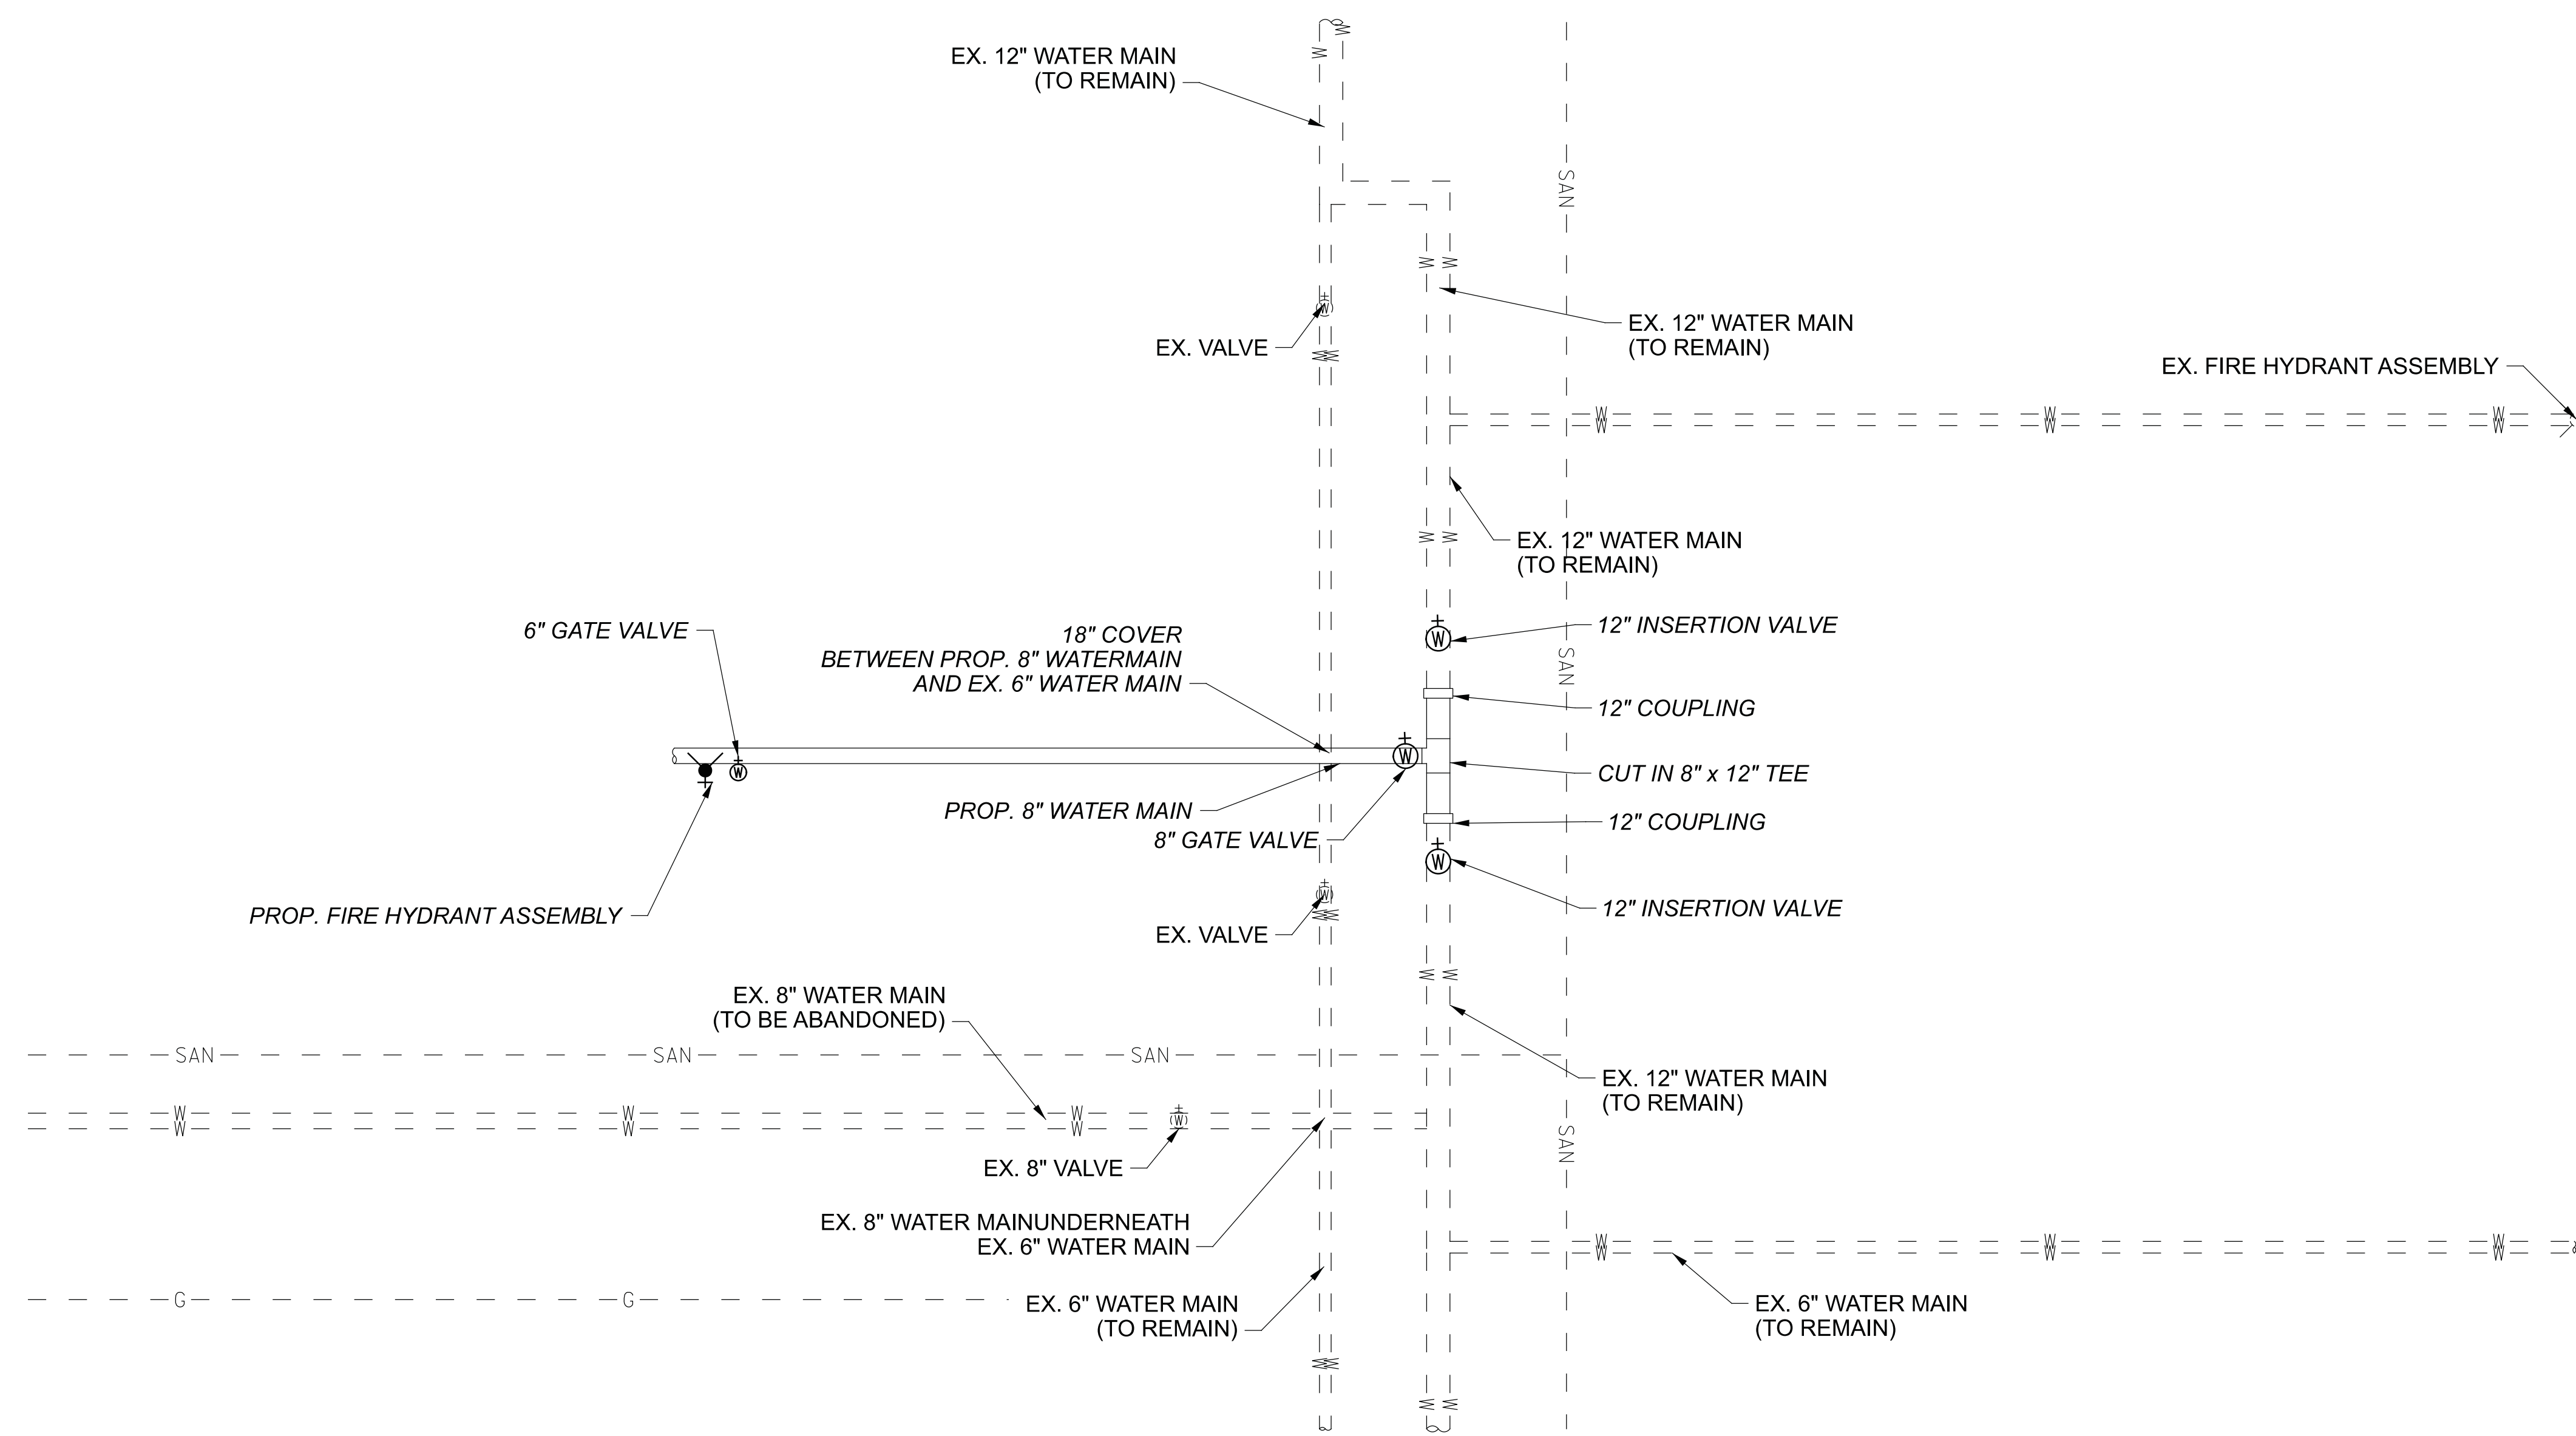 EX. 12" WATER MAIN
(TO REMAIN)
W
W
SAN
W W
W
EX. 12" WATER MAIN
(TO REMAIN)
EX. VALVE
W W
EX. FIRE HYDRANT ASSEMBLY
W W W
W W W
W W
EX. 12" WATER MAIN
(TO REMAIN)
6" GATE VALVE
18" COVER
BETWEEN PROP. 8" WATERMAIN
AND EX. 6" WATER MAIN
W
12" INSERTION VALVE
SAN
12" COUPLING
W
W
CUT IN 8" x 12" TEE
PROP. 8" WATER MAIN
8" GATE VALVE
12" COUPLING
W
PROP. FIRE HYDRANT ASSEMBLY
W
12" INSERTION VALVE
W W
EX. VALVE
W W
EX. 8" WATER MAIN
(TO BE ABANDONED)
SAN SAN SAN
EX. 12" WATER MAIN
(TO REMAIN)
W W W
W W W
W
SAN
EX. 8" VALVE
EX. 8" WATER MAINUNDERNEATH
EX. 6" WATER MAIN
W W W
W W W
G G
EX. 6" WATER MAIN
(TO REMAIN)
EX. 6" WATER MAIN
(TO REMAIN)
W W
W W